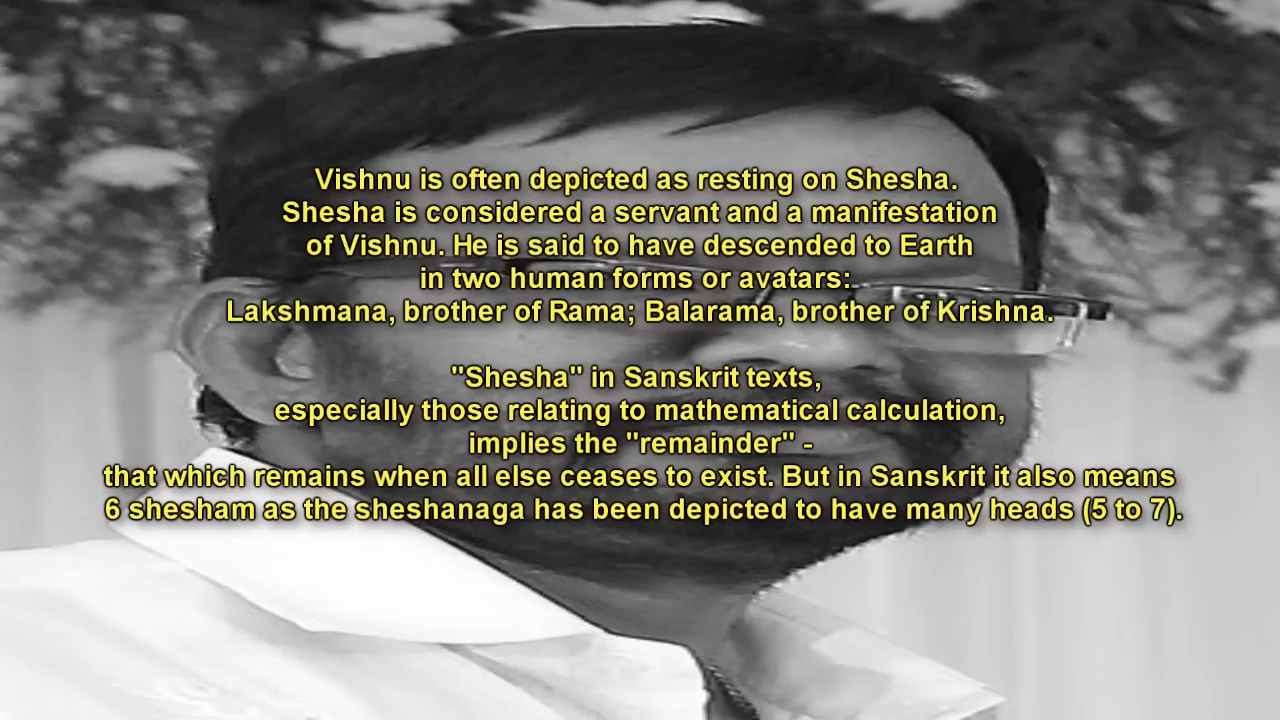 Vishnu is often depicted as resting on Shesha.
Shesha is considered a servant and a manifestation
of Vishnu. He is said to have descended to Earth
in two human forms or avatars:
Lakshmana, brother of Rama; Balarama, brother of Krishna.
"Shesha" in Sanskrit texts,
especially those relating to mathematical calculation,
implies the "remainder" -
that which remains when all else ceases to exist. But in Sanskrit it also means
6 shesham as the sheshanaga has been depicted to have many heads (5 to 7).